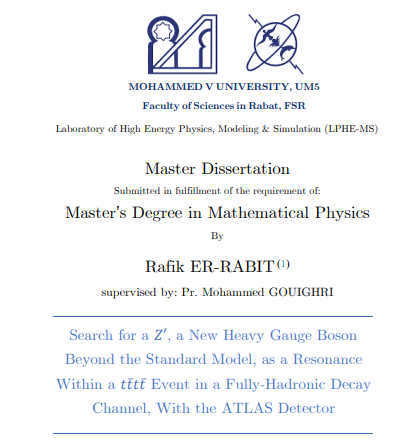 MOHAMMED V UNIVERSITY, UM5
Faculty of Sciences in Rabat, FSR
Laboratory of High Energy Physics, Modeling & Simulation (LPHE-MS)
Master Dissertation
Submitted in fulfillment of the requirement of:
Master's Degree in Mathematical Physics
By
Rafik ER-RABIT (1)
supervised by: Pr. Mohammed GOUIGHRI
Search for a Z′, a New Heavy Gauge Boson
Beyond the Standard Model, as a Resonance
Within a tt̄tt̄ Event in a Fully-Hadronic Decay
Channel, With the ATLAS Detector